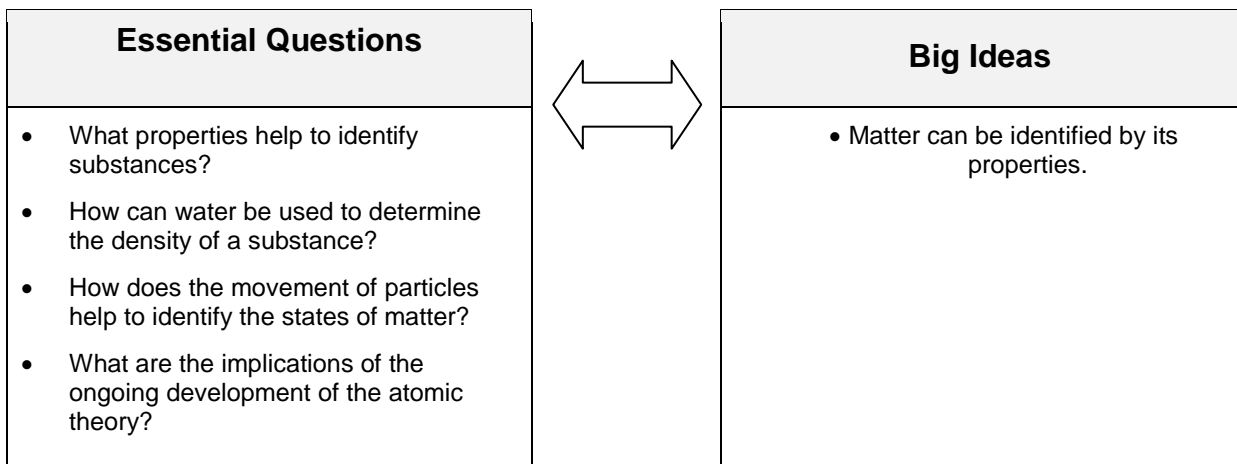 Essential Questions
• What properties help to identify
substances?
• How can water be used to determine
the density of a substance?
• How does the movement of particles
help to identify the states of matter?
• What are the implications of the
ongoing development of the atomic
theory?
Big Ideas
• Matter can be identified by its
properties.